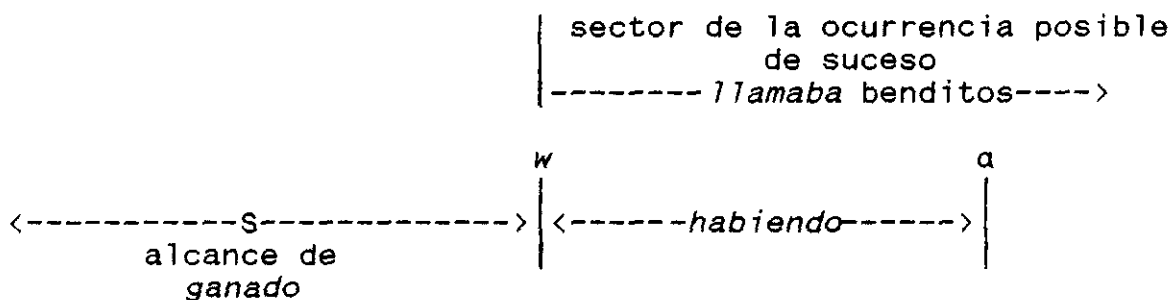 sector de la ocurrencia posible
de suceso
|--------llamaba benditos---->
w a
<-----------S-------------->|<------habiendo------>|
alcance de
ganado